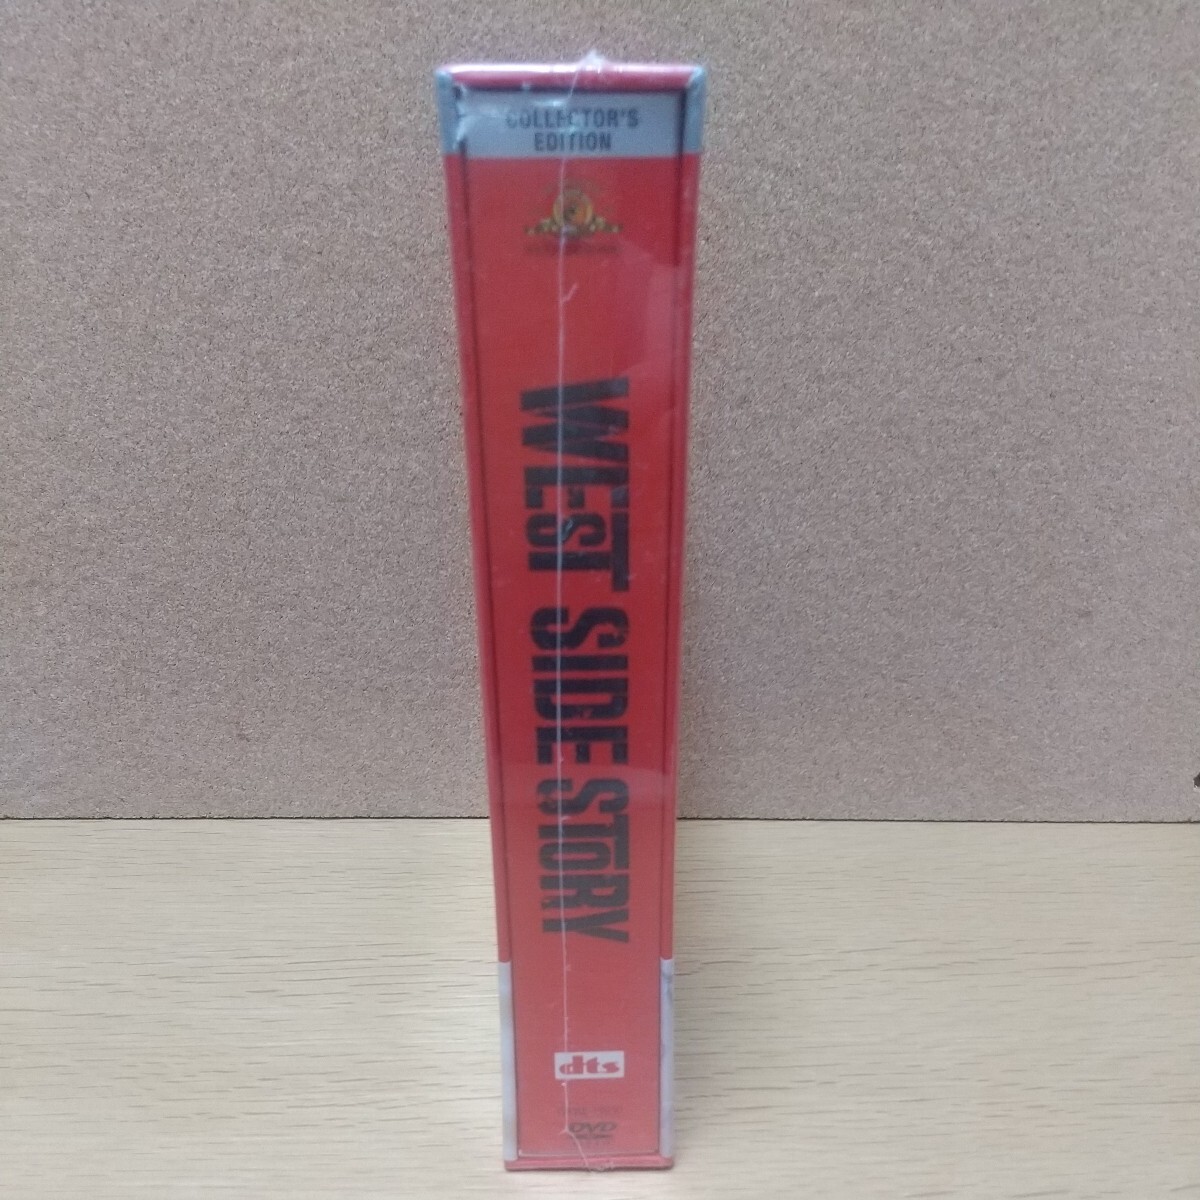 COLLECTOR'S
EDITION
WEST SIDE STORY
dts
DVD